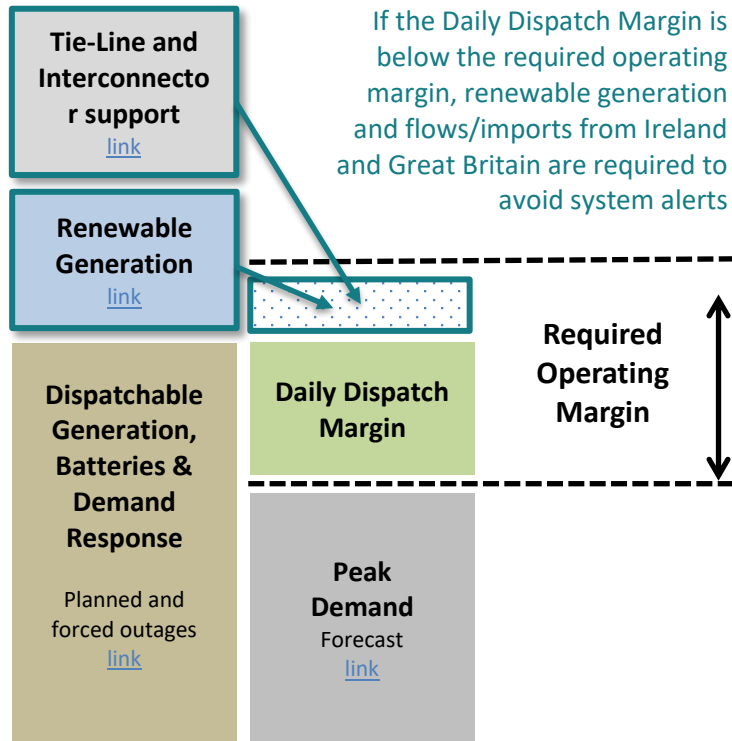 Tie-Line and
Interconnecto
r support
link
If the Daily Dispatch Margin is
below the required operating
margin, renewable generation
and flows/imports from Ireland
and Great Britain are required to
avoid system alerts
Renewable
Generation
link
Required
Operating
Margin
Dispatchable
Generation,
Batteries &
Demand
Response
Planned and
forced outages
link
Daily Dispatch
Margin
Peak
Demand
Forecast
link